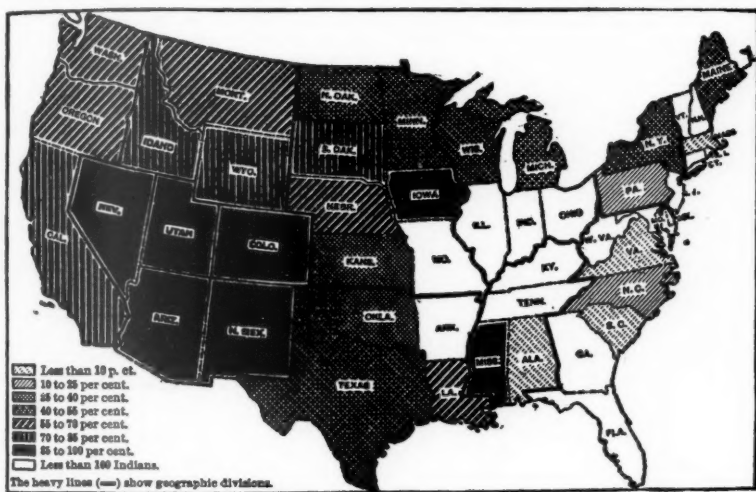 WASH.
MONT.
N. DAK.
MINN.
MAINE
OREGON
IDAHO
S. DAK.
WIS.
MICH.
N. Y.
VT.
MASS
WYO.
IOWA
NEBR.
PA.
NEV.
UTAH
COLO.
CAL.
KANS.
MO.
ILL.
IND.
OHIO
W. VA.
VA.
KY.
ARIZ.
N. MEX.
OKLA.
ARK.
TENN.
N. C.
S. C.
TEXAS
LA.
MISS.
ALA.
GA.
FLA.
Less than 10 p. ct.
10 to 25 per cent.
25 to 40 per cent.
40 to 55 per cent.
55 to 70 per cent.
70 to 85 per cent.
85 to 100 per cent.
Less than 100 Indians.
The heavy lines (—) show geographic divisions.